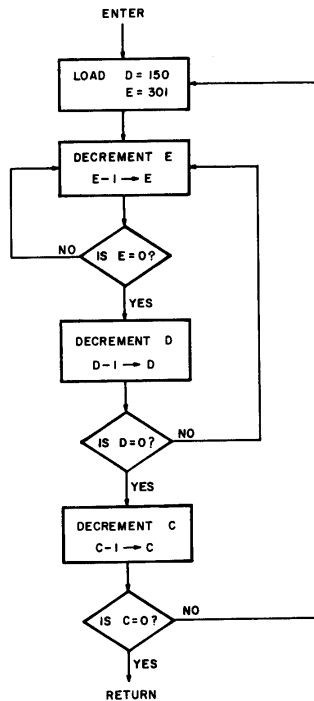 ENTER
LOAD D = 150
E = 301
DECREMENT E
E-1 → E
NO
IS E=0?
YES
DECREMENT D
D-1 → D
IS D=0?
NO
YES
DECREMENT C
C-1 → C
IS C=0?
NO
YES
RETURN